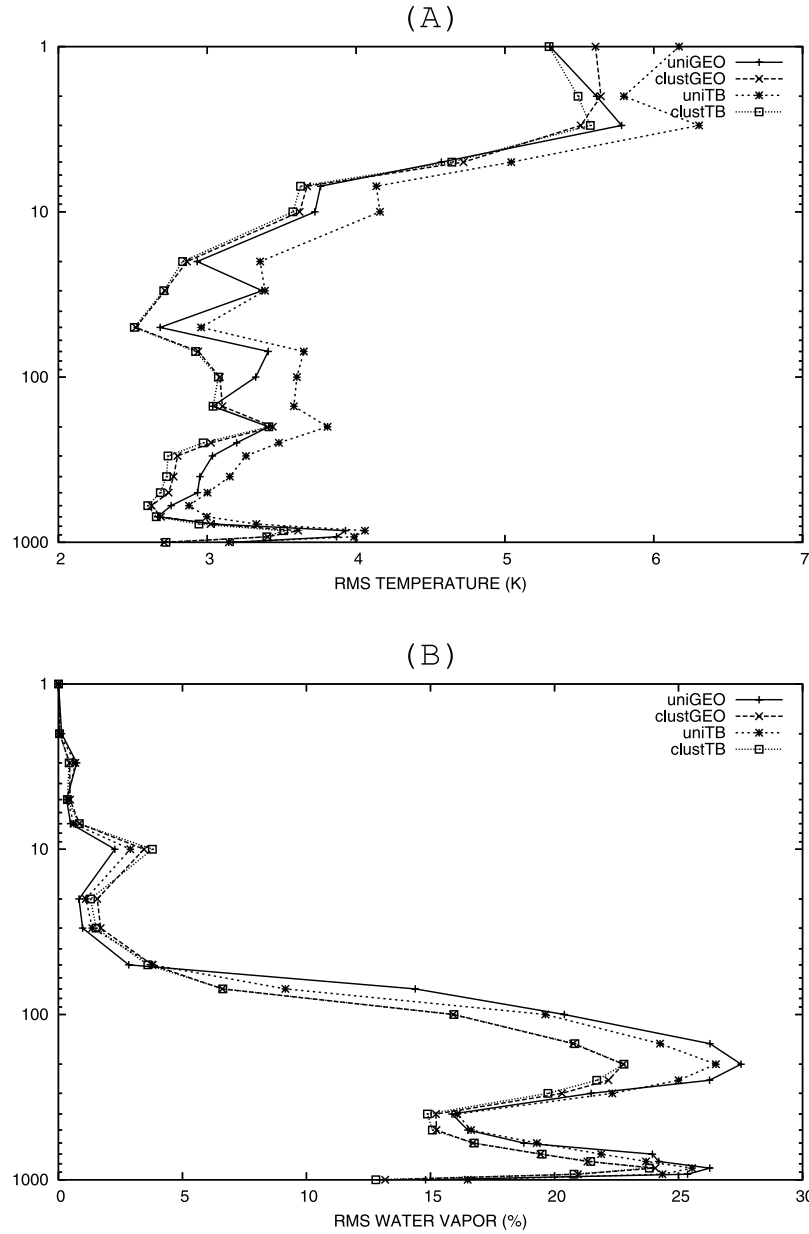 (A)
1
10
100
1000
uniGEO
clustGEO
uniTB
clustTB
2
3
4
5
6
7
RMS TEMPERATURE (K)
(B)
1
10
100
1000
uniGEO
clustGEO
uniTB
clustTB
0
5
10
15
20
25
30
RMS WATER VAPOR (%)